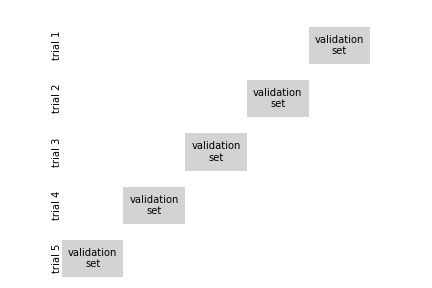 trial 1
validation
set
trial 2
validation
set
trial 3
validation
set
trial 4
validation
set
trial 5
validation
set